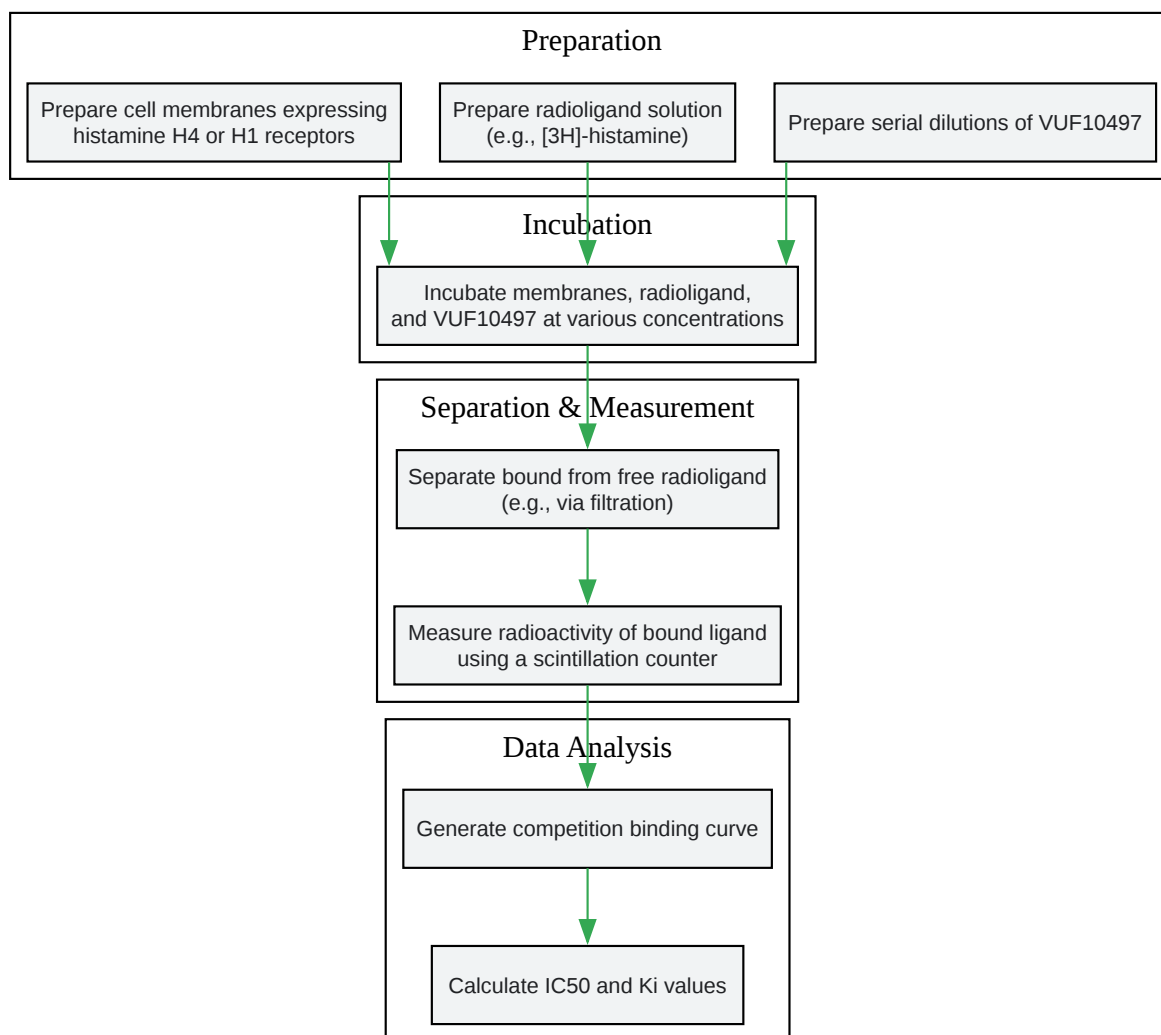 Preparation
Prepare cell membranes expressing
histamine H4 or H1 receptors
Prepare radioligand solution
(e.g., [3H]-histamine)
Prepare serial dilutions of VUF10497
Incubation
Incubate membranes, radioligand,
and VUF10497 at various concentrations
Separation & Measurement
Separate bound from free radioligand
(e.g., via filtration)
Measure radioactivity of bound ligand
using a scintillation counter
Data Analysis
Generate competition binding curve
Calculate IC50 and Ki values